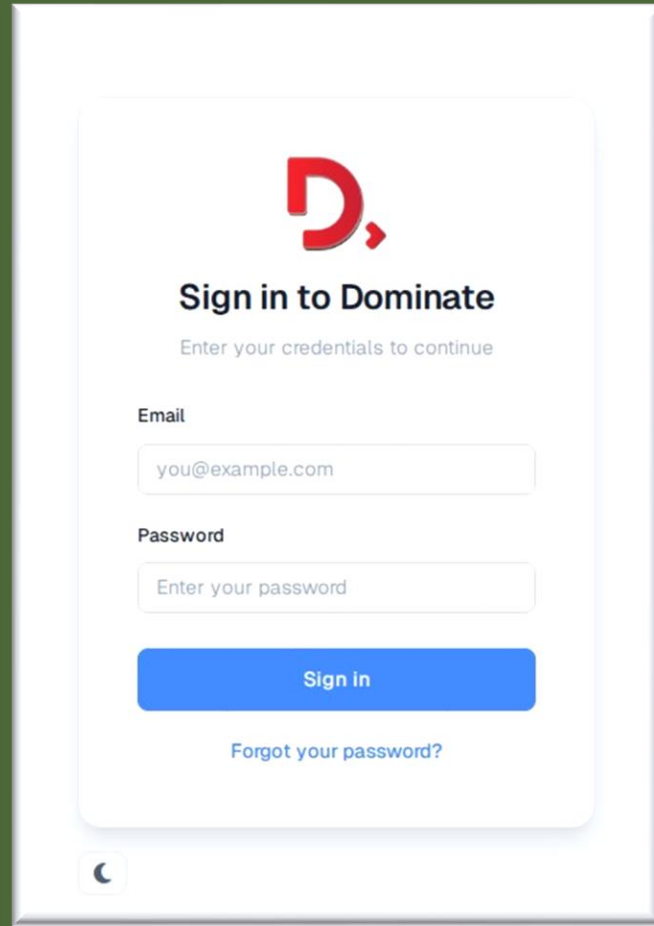 D
Sign in to Dominate
Enter your credentials to continue
Email
you@example.com
Password
Enter your password
Sign in
Forgot your password?